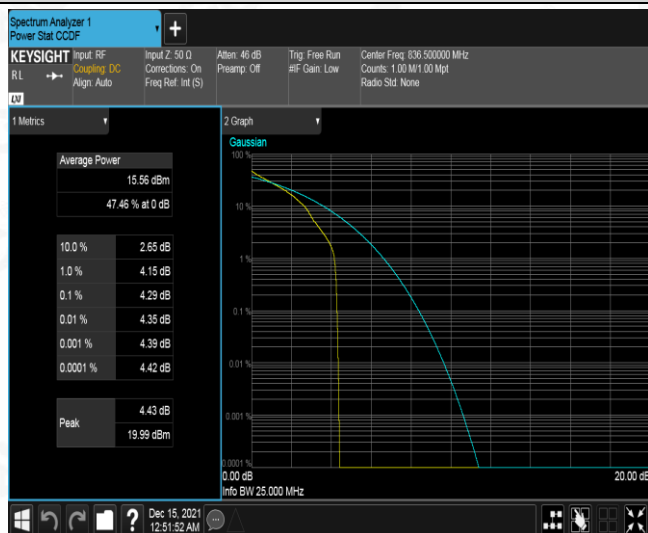 Spectrum Analyzer 1
Power Stat CCDF
KEYSIGHT
RL
LXI
Input: RF
Coupling: DC
Align: Auto
Input Z: 50 Ω
Corrections: On
Freq Ref: Int (S)
Atten: 46 dB
Preamp: Off
Trig: Free Run
#IF Gain: Low
Center Freq: 836.500000 MHz
Counts: 1.00 M/1.00 Mpt
Radio Std: None
1 Metrics
Average Power
15.56 dBm
47.46 % at 0 dB
10.0 % 2.65 dB
1.0 % 4.15 dB
0.1 % 4.29 dB
0.01 % 4.35 dB
0.001 % 4.39 dB
0.0001 % 4.42 dB
Peak
4.43 dB
19.99 dBm
2 Graph
Gaussian
100 %
10 %
1 %
0.1 %
0.01 %
0.001 %
0.0001 %
0.00 dB 20.00 dB
Info BW 25.000 MHz
?
Dec 15, 2021
12:51:52 AM